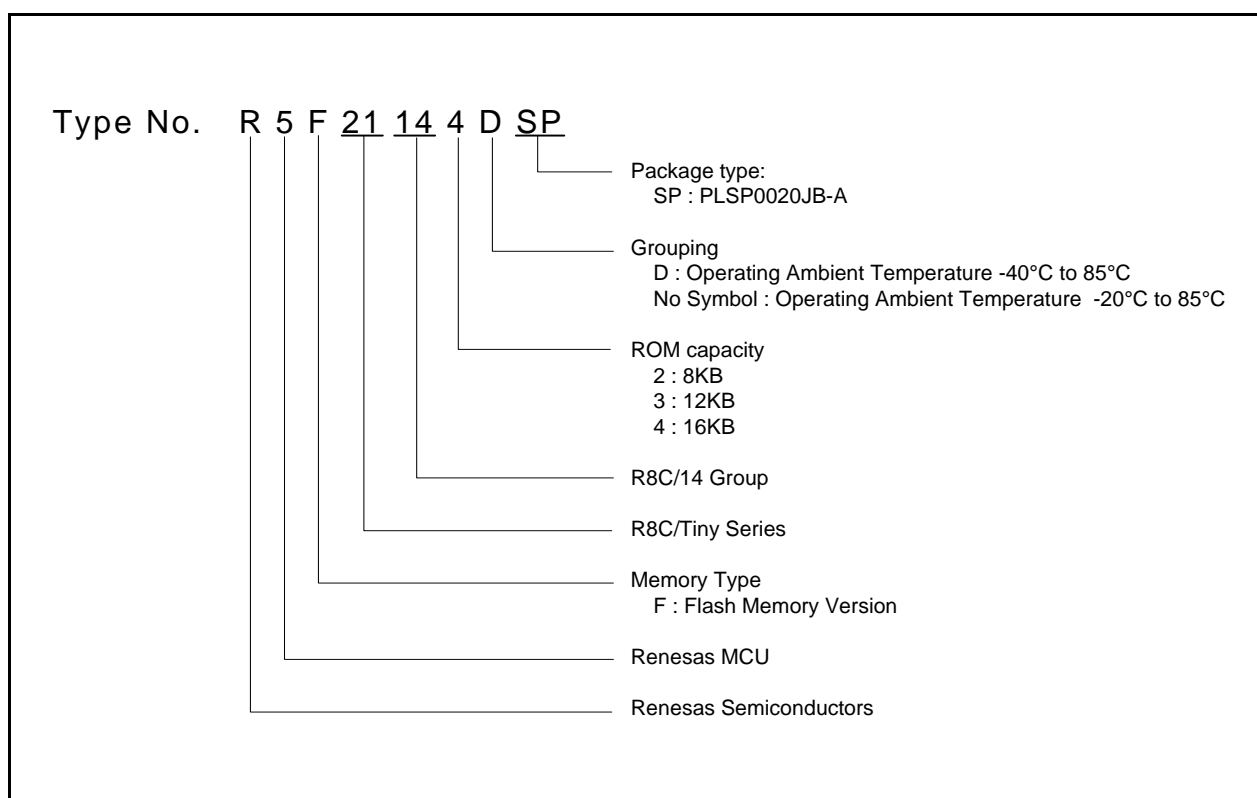 Type No. R 5 F 21 14 4 D SP
Package type:
SP : PLSP0020JB-A
Grouping
D : Operating Ambient Temperature -40°C to 85°C
No Symbol : Operating Ambient Temperature -20°C to 85°C
ROM capacity
2 : 8KB
3 : 12KB
4 : 16KB
R8C/14 Group
R8C/Tiny Series
Memory Type
F : Flash Memory Version
Renesas MCU
Renesas Semiconductors